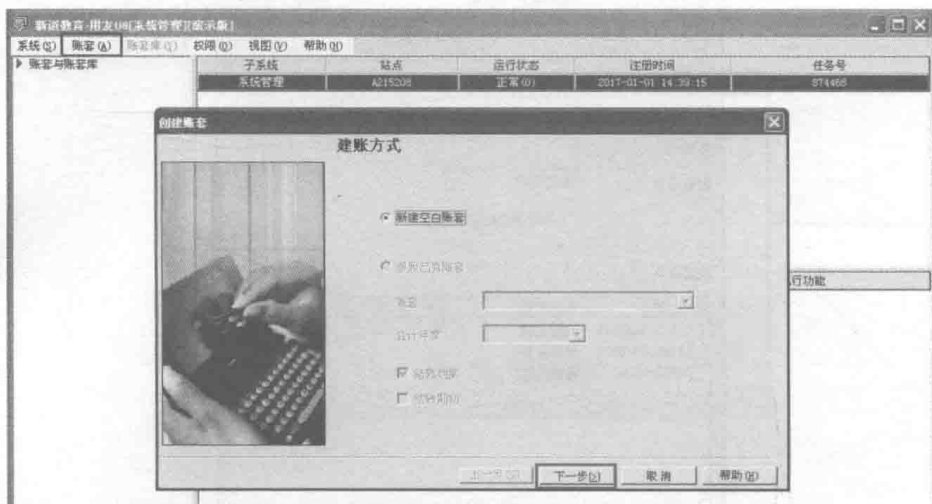 新道教育-用友U8[系统管理][演示版]
系统(S) 账套(A) 账套库(Y) 权限(O) 视图(V) 帮助(H)
账套与账套库
子系统 站点 运行状态 注册时间 任务号
系统管理 A215208 正常(0) 2017-01-01 14:39:15 874468
创建账套
建账方式
新建空白账套
参照已有账套
账套
会计年度
行功能
下一步(>) 取消 帮助(H)